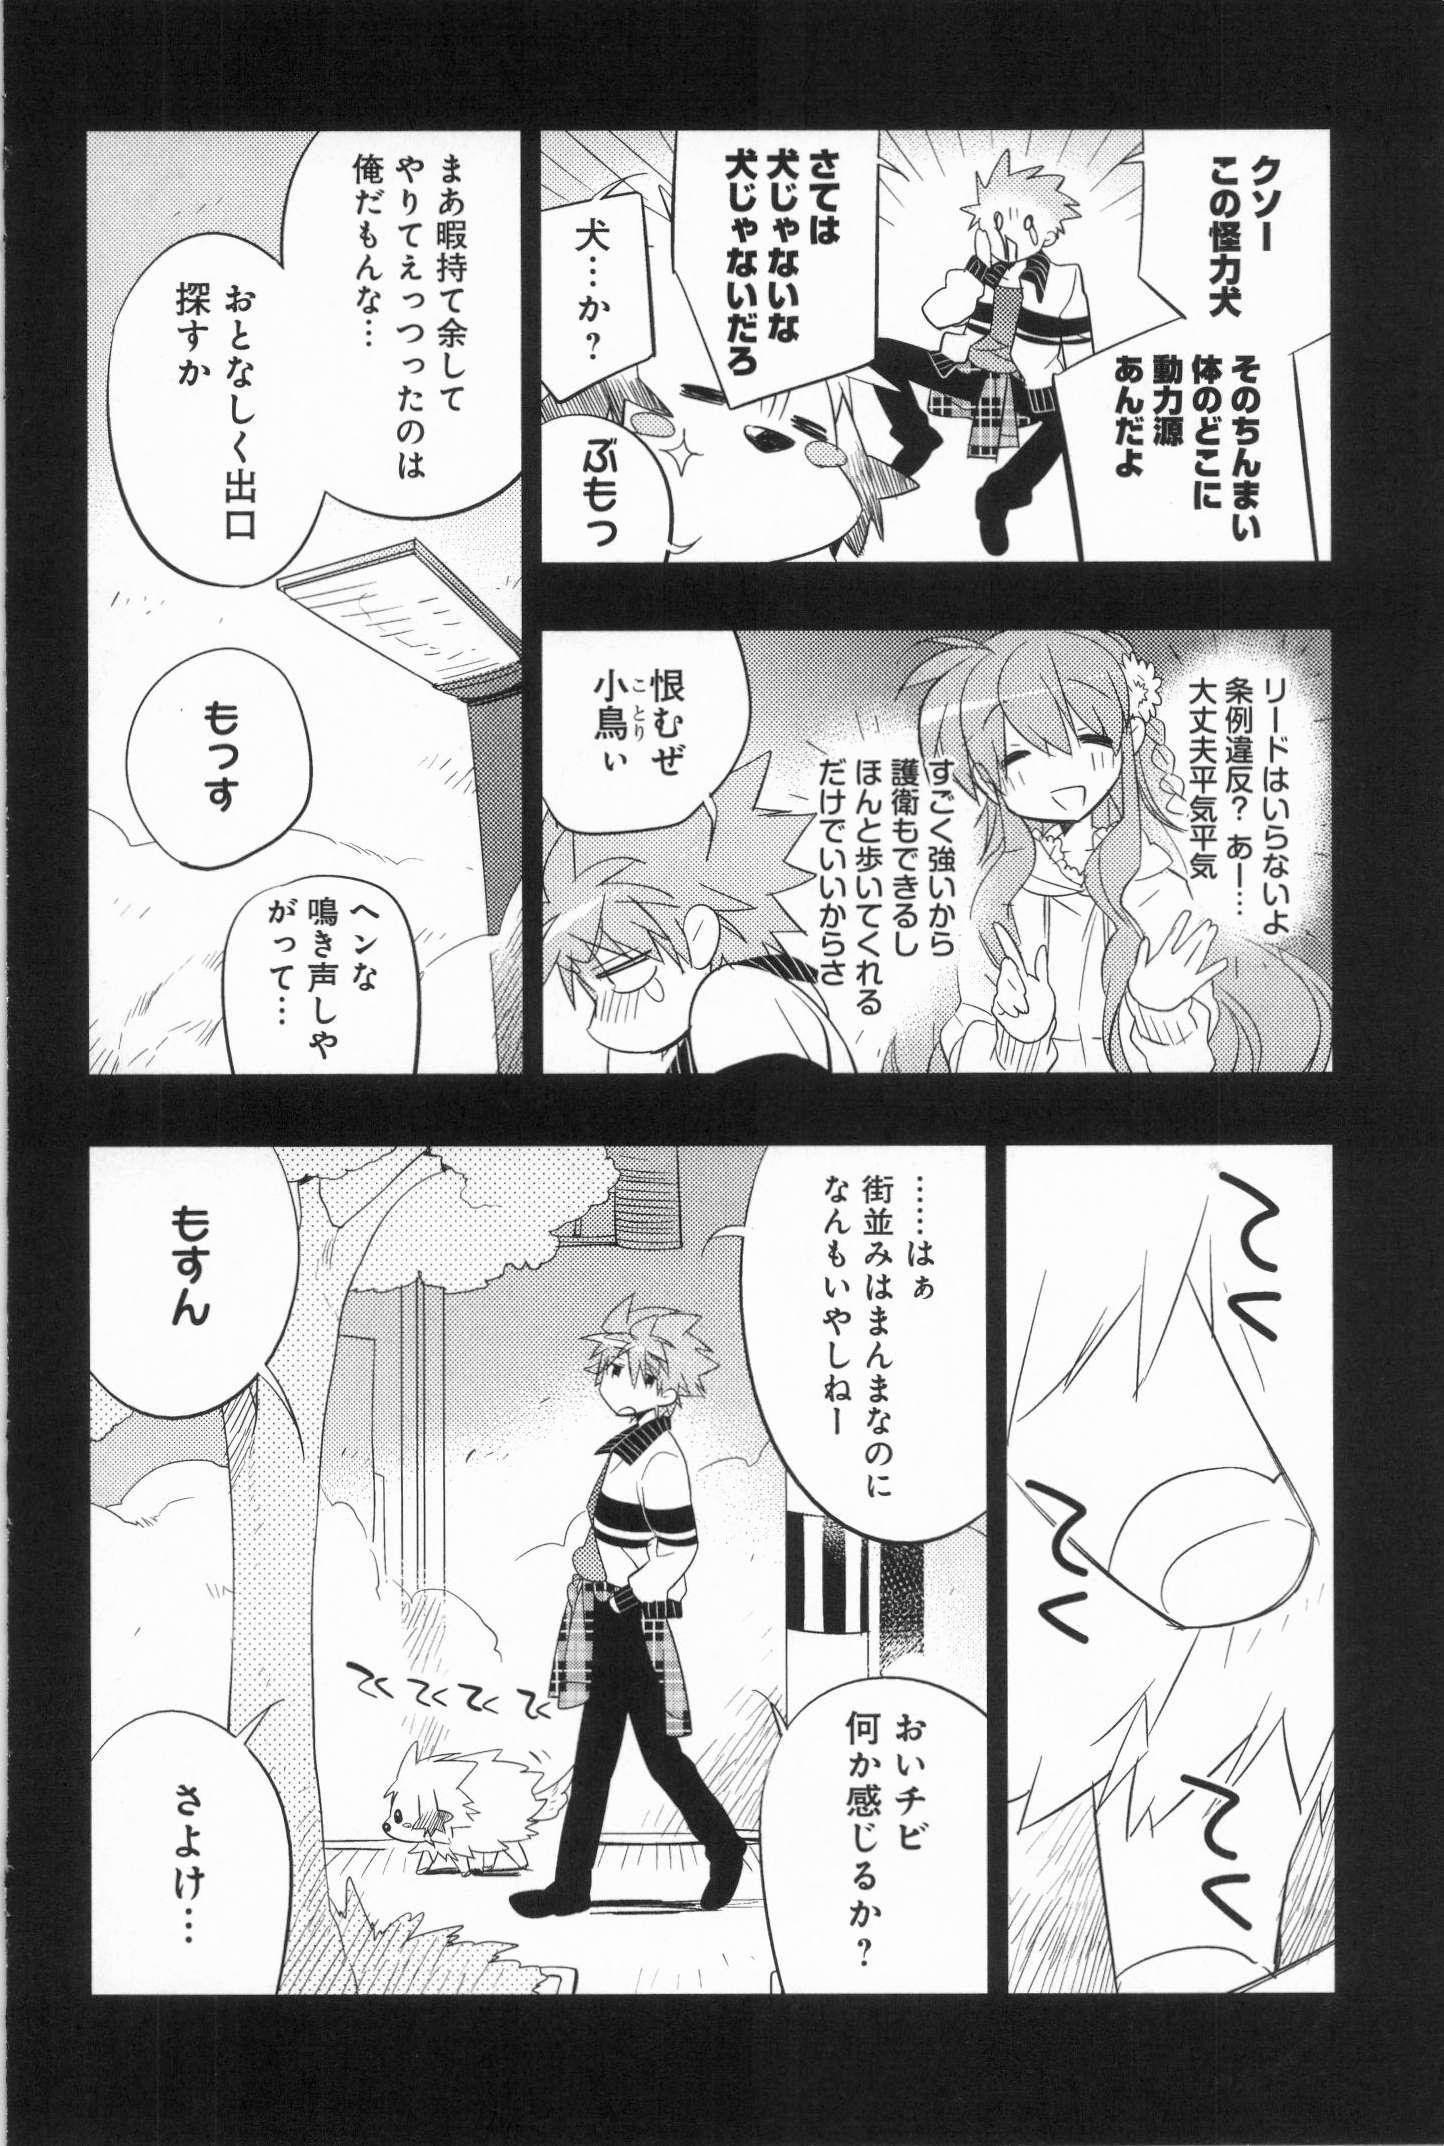 クソー
この怪力犬
そのちんまい
体のどこに
動力源
あんだよ
さては
犬じゃないな
犬じゃないだろ
犬…か?
ぶもっ
リードはいらないよ
条例違反? あー…
大丈夫平気平気
すごく強いから
護衛もできるし
ほんと歩いてくれる
だけでいいからさ
恨むぜ
小鳥ぃ
ことり
まあ暇持て余して
やりてえっつったのは
俺だもんな…
おとなしく出口
探すか
もっす
ヘンな
鳴き声しや
がって…
てく
てく
てく
……はぁ
街並みはまんまなのに
なんもいやしねー
てくてくてくてく
おいチビ
何か感じるか?
もすん
さよけ…